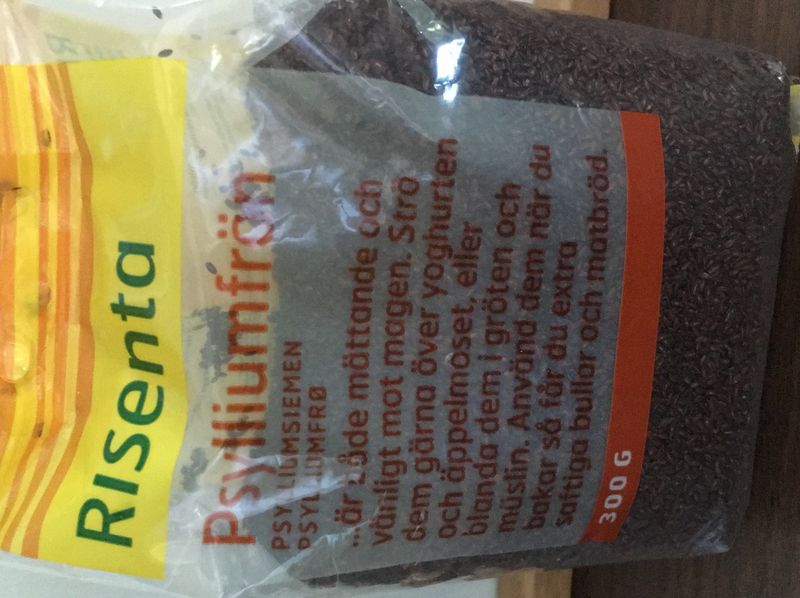 Risenta
Psylliumfrön
PSYLLIUMSIEMEN
PSYLLIUMFRØ
...är både mättande och
vänligt mot magen. Strö
dem gärna över yoghurten
och äppelmoset, eller
blanda dem i gröten och
müslin. Använd dem när du
bakar så får du extra
saftiga bullar och matbröd.
300 G